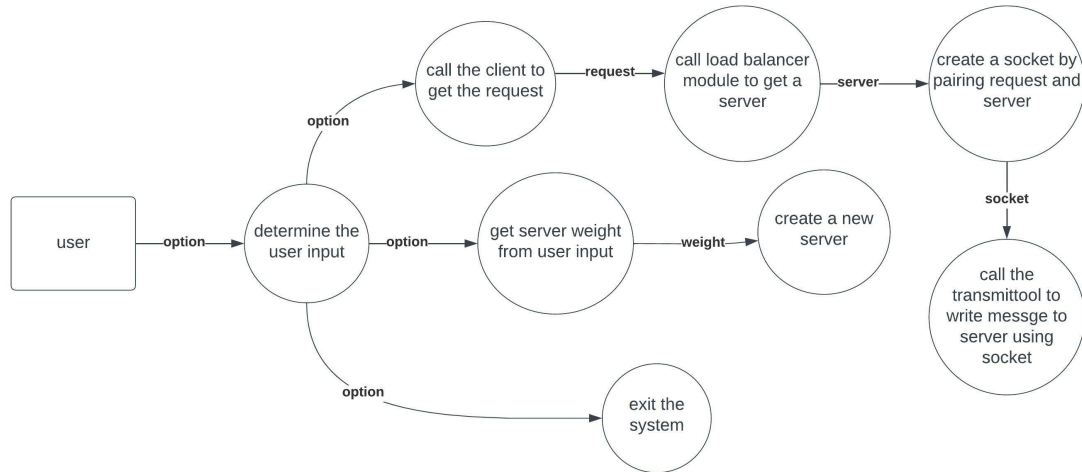 call the client to
get the request
request
call load balancer
module to get a
server
server
create a socket by
pairing request and
server
option
socket
user
option
determine the
user input
option
get server weight
from user input
weight
create a new
server
call the
transmittool to
write messge to
server using
socket
option
exit the
system